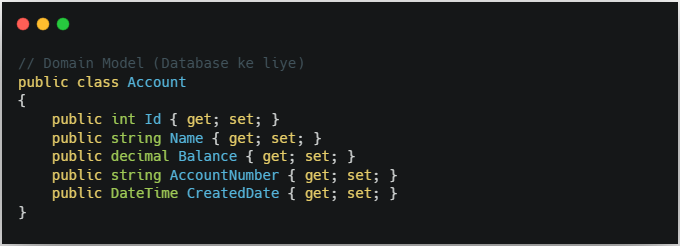 // Domain Model (Database ke liye)
public class Account
{
    public int Id { get; set; }
    public string Name { get; set; }
    public decimal Balance { get; set; }
    public string AccountNumber { get; set; }
    public DateTime CreatedDate { get; set; }
}